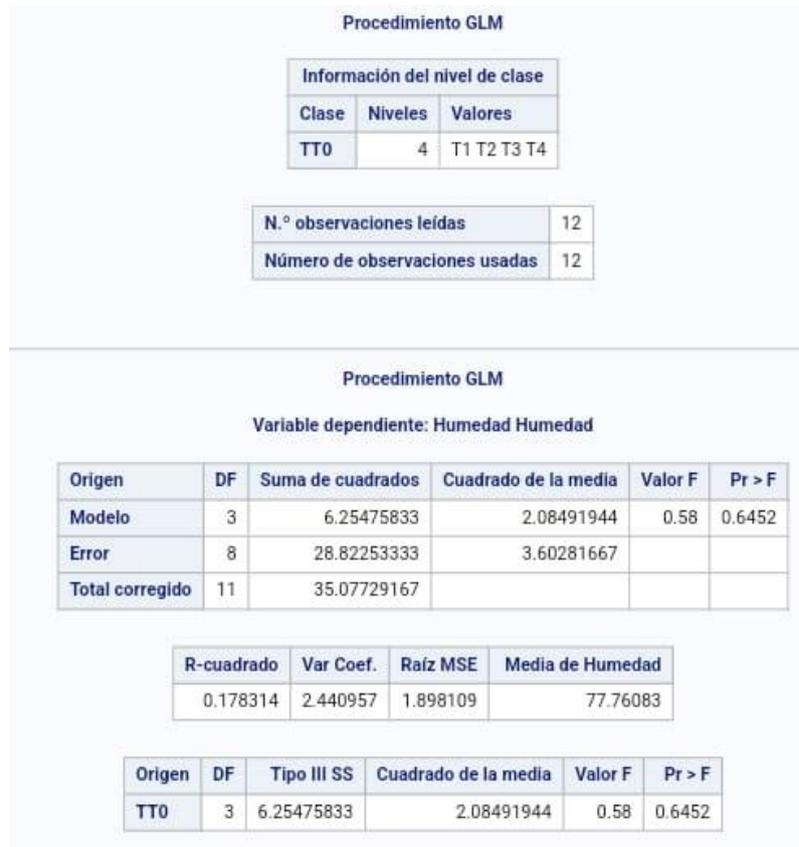 Procedimiento GLM
Información del nivel de clase
Clase Niveles Valores
TT0 4 T1 T2 T3 T4
N.º observaciones leídas 12
Número de observaciones usadas 12
Procedimiento GLM
Variable dependiente: Humedad Humedad
Origen DF Suma de cuadrados Cuadrado de la media Valor F Pr > F
Modelo 3 6.25475833 2.08491944 0.58 0.6452
Error 8 28.82253333 3.60281667
Total corregido 11 35.07729167
R-cuadrado Var Coef. Raíz MSE Media de Humedad
0.178314 2.440957 1.898109 77.76083
Origen DF Tipo III SS Cuadrado de la media Valor F Pr > F
TT0 3 6.25475833 2.08491944 0.58 0.6452